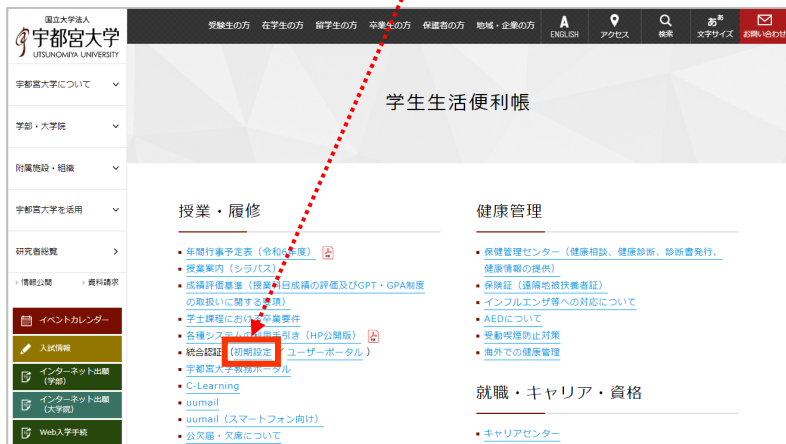 国立大学法人
宇都宮大学
UTSUNOMIYA UNIVERSITY
受験生の方 在学生の方 留学生の方 卒業生の方 保護者の方 地域・企業の方
A
ENGLISH
アクセス
検索
ああ
文字サイズ
お問い合わせ
宇都宮大学について
学部・大学院
附属施設・組織
宇都宮大学を活用
研究者総覧
情報公開
資料請求
イベントカレンダー
入試情報
インターネット出願
(学部)
インターネット出願
(大学院)
Web入学手続
学生生活便利帳
授業・履修
年間行事予定表（令和6年度）
授業案内（シラバス）
成績評価基準（授業科目成績の評価及びGPT・GPA制度
の取扱いに関する要項）
学士課程における卒業要件
各種システムの利用手引き（HP公開版）
統合認証（初期設定 / ユーザーポータル ）
宇都宮大学教務ポータル
C-Learning
uumail
uumail（スマートフォン向け）
公欠届・欠席について
健康管理
保健管理センター（健康相談、健康診断、診断書発行、
健康情報の提供）
保険証（遠隔地被扶養者証）
インフルエンザ等への対応について
AEDについて
受動喫煙防止対策
海外での健康管理
就職・キャリア・資格
キャリアセンター